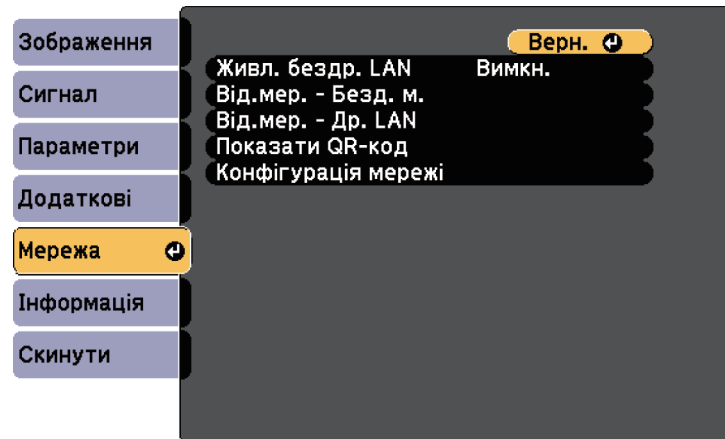 Зображення
Сигнал
Параметри
Додаткові
Мережа
Інформація
Скинути
Верн.
Живл. бездр. LAN Вимкн.
Від.мер. - Безд. м.
Від.мер. - Др. LAN
Показати QR-код
Конфігурація мережі